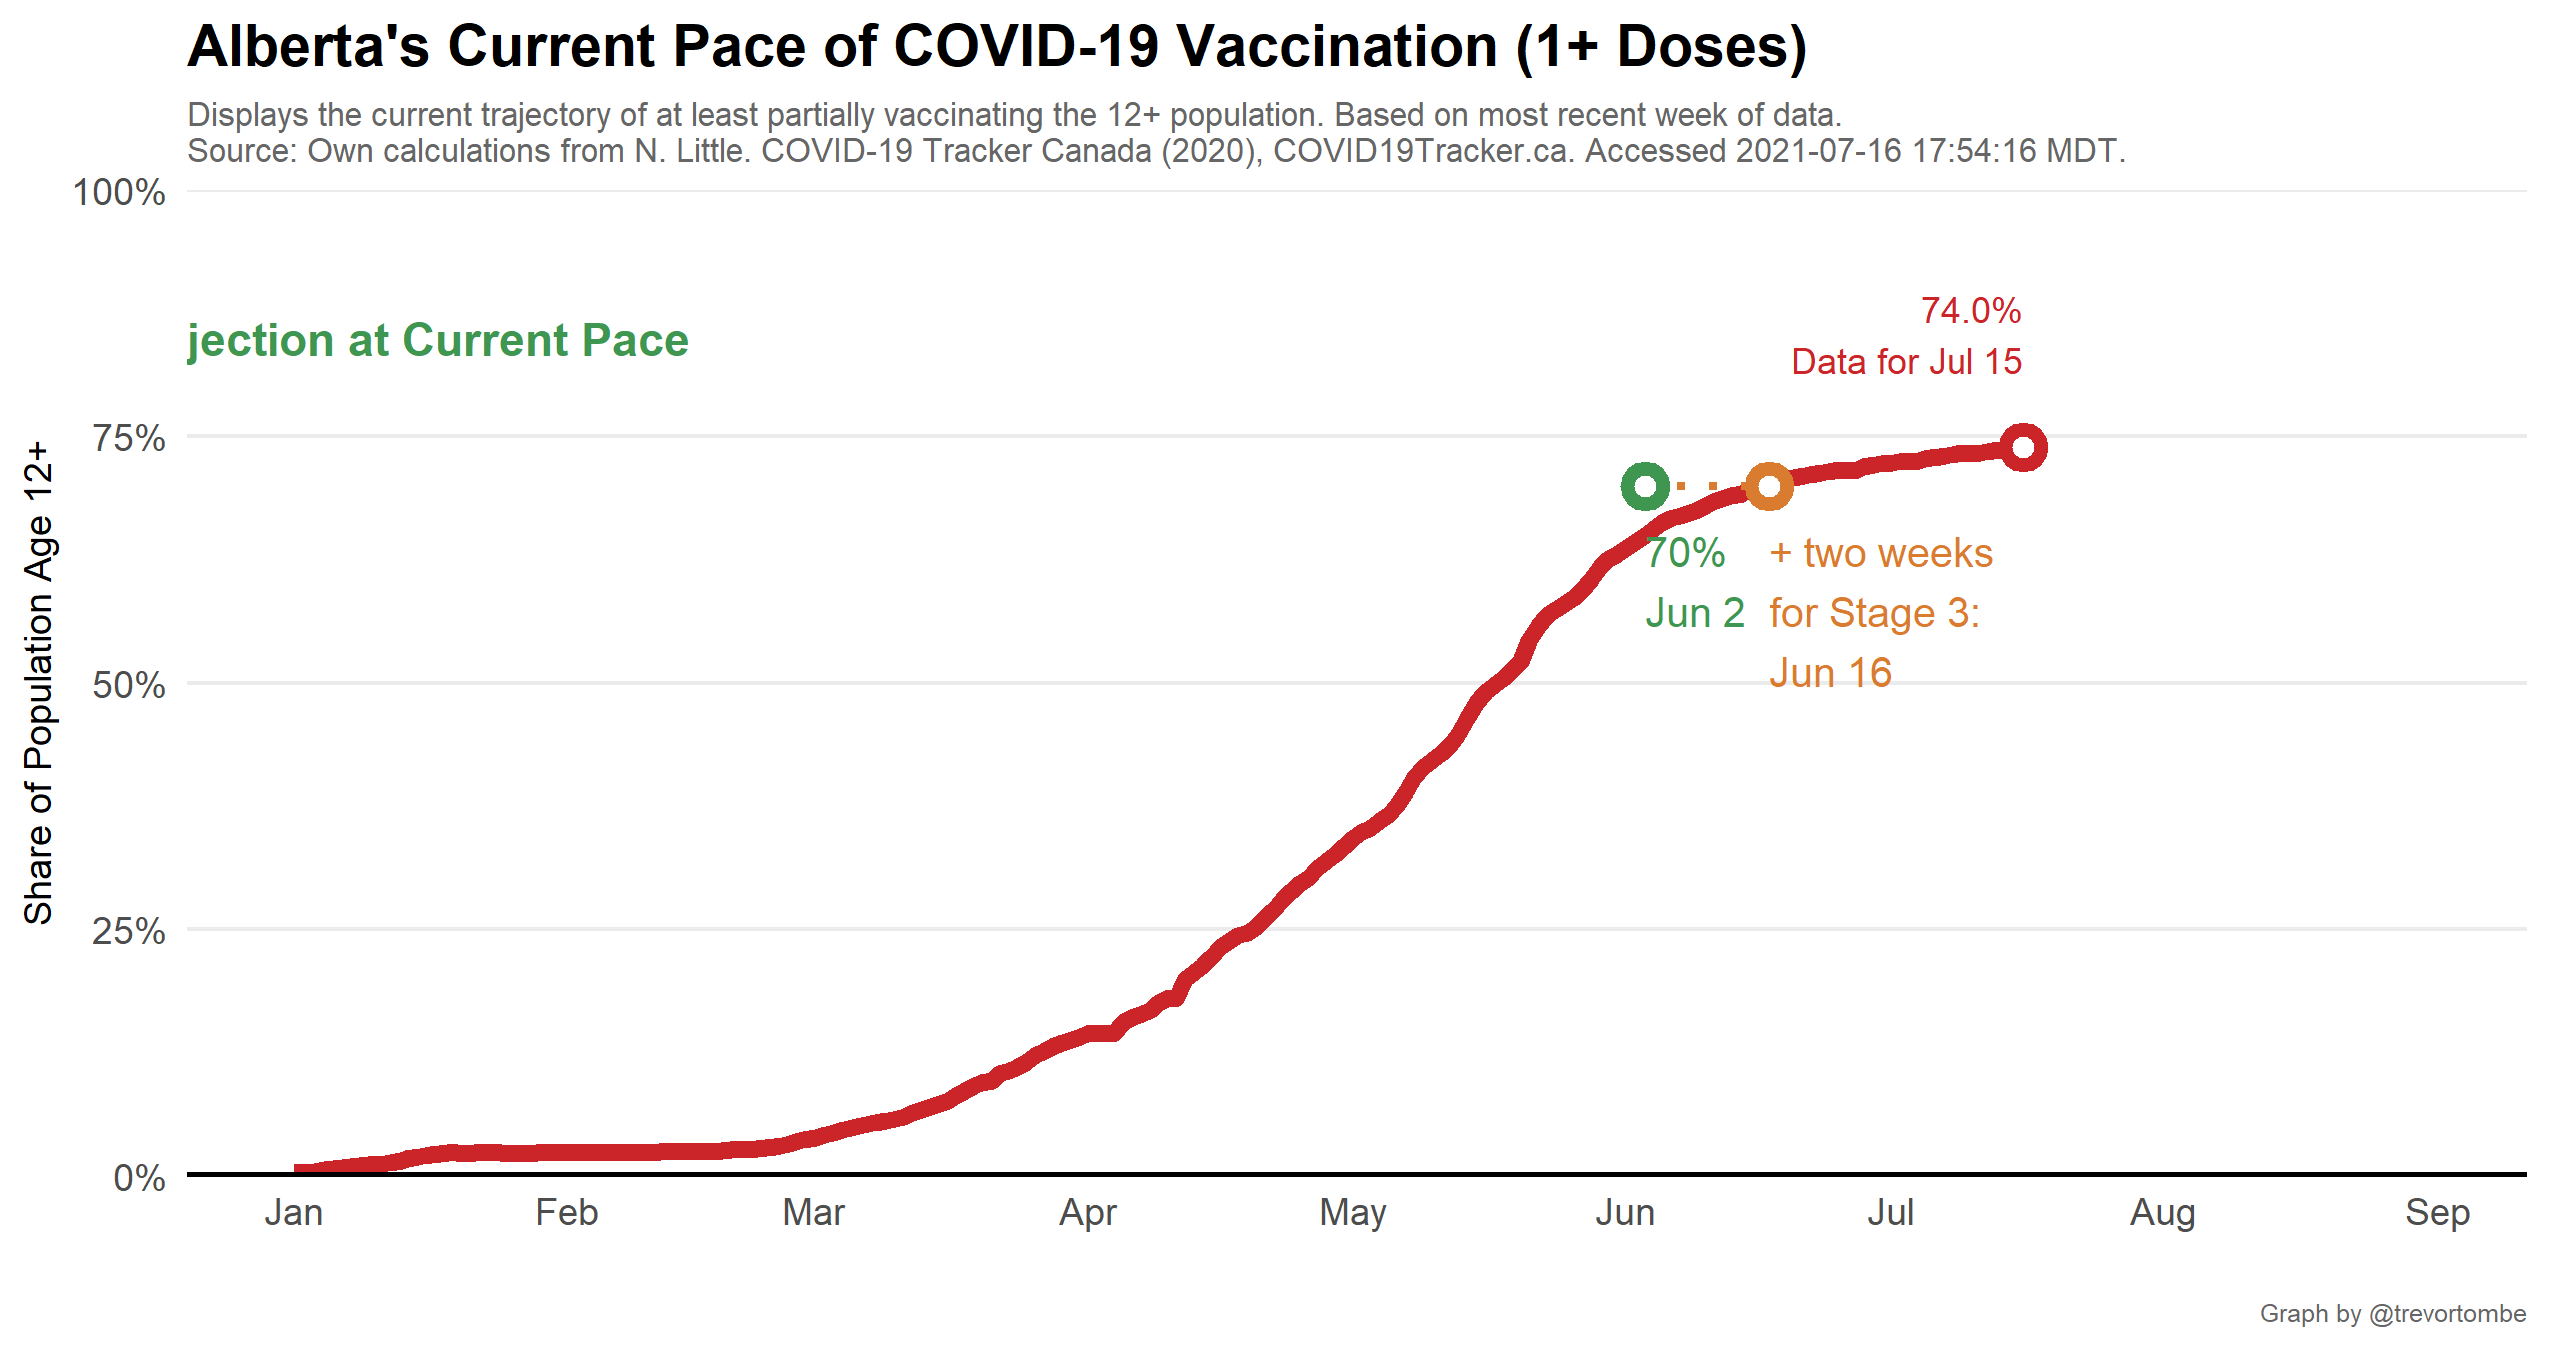 Alberta's Current Pace of COVID-19 Vaccination (1+ Doses)
Displays the current trajectory of at least partially vaccinating the 12+ population. Based on most recent week of data.
Source: Own calculations from N. Little. COVID-19 Tracker Canada (2020), COVID19Tracker.ca. Accessed 2021-07-16 17:54:16 MDT.
100%
74.0%
jection at Current Pace
Data for Jul 15
75%
Share of Population Age 12+
70%
Jun 2
+ two weeks
for Stage 3:
Jun 16
50%
25%
0%
Jan Feb Mar Apr May Jun Jul Aug Sep
Graph by @trevortombe